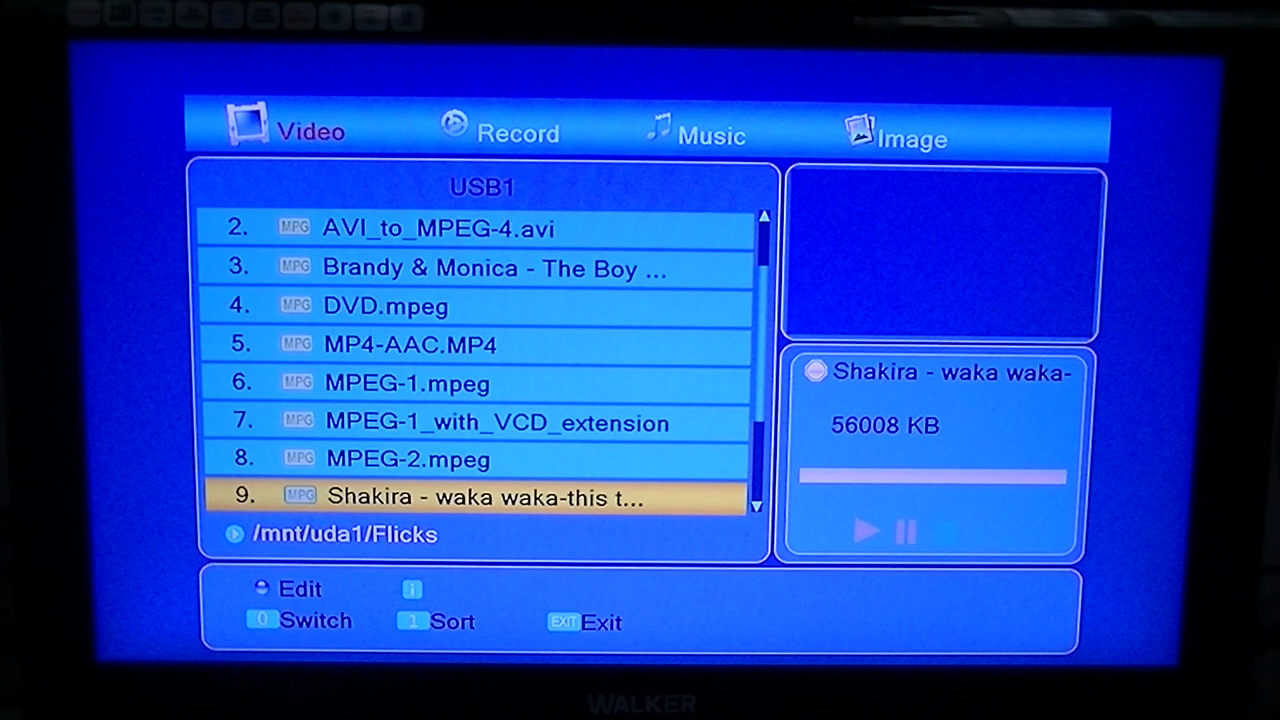 Video Record Music Image
USB1
2. MPG AVI_to_MPEG-4.avi
3. MPG Brandy & Monica - The Boy ...
4. MPG DVD.mpeg
5. MPG MP4-AAC.MP4
6. MPG MPEG-1.mpeg
7. MPG MPEG-1_with_VCD_extension
8. MPG MPEG-2.mpeg
9. MPG Shakira - waka waka-this t...
/mnt/uda1/Flicks
Shakira - waka waka-
56008 KB
Edit i
0 Switch 1 Sort EXIT Exit
WALKER